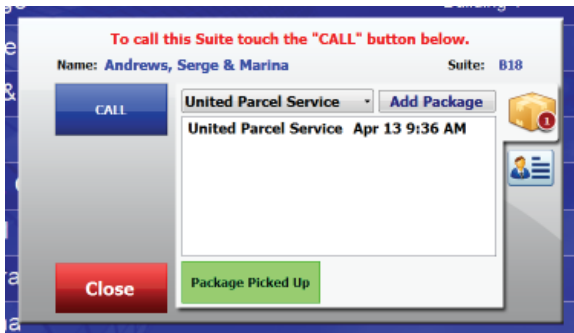 To call this Suite touch the "CALL" button below.
Name: Andrews, Serge & Marina Suite: B18
CALL
United Parcel Service Add Package
United Parcel Service Apr 13 9:36 AM
1
Close
Package Picked Up